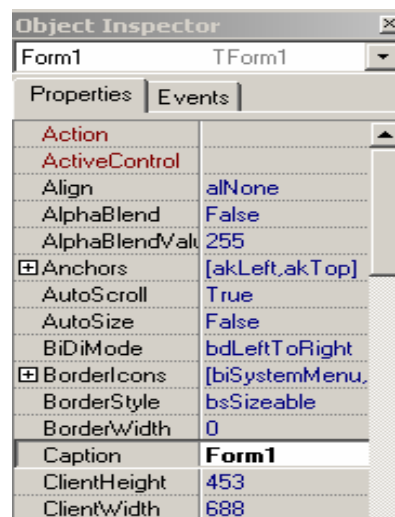 Object Inspector
Form1 TForm1
Properties Events
Action
ActiveControl
Align alNone
AlphaBlend False
AlphaBlendValu 255
Anchors [akLeft,akTop]
AutoScroll True
AutoSize False
BiDiMode bdLeftToRight
BorderIcons [biSystemMenu,
BorderStyle bsSizeable
BorderWidth 0
Caption Form1
ClientHeight 453
ClientWidth 688